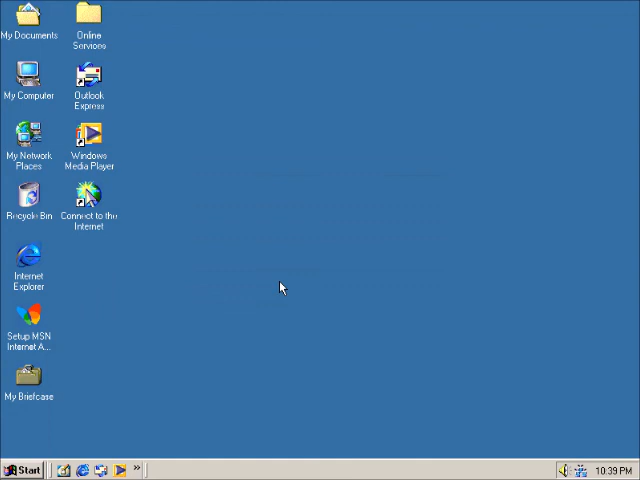 My Documents
Online
Services
My Computer
Outlook
Express
My Network
Places
Windows
Media Player
Recycle Bin
Connect to the
Internet
Internet
Explorer
Setup MSN
Internet A...
My Briefcase
Start
10:39 PM